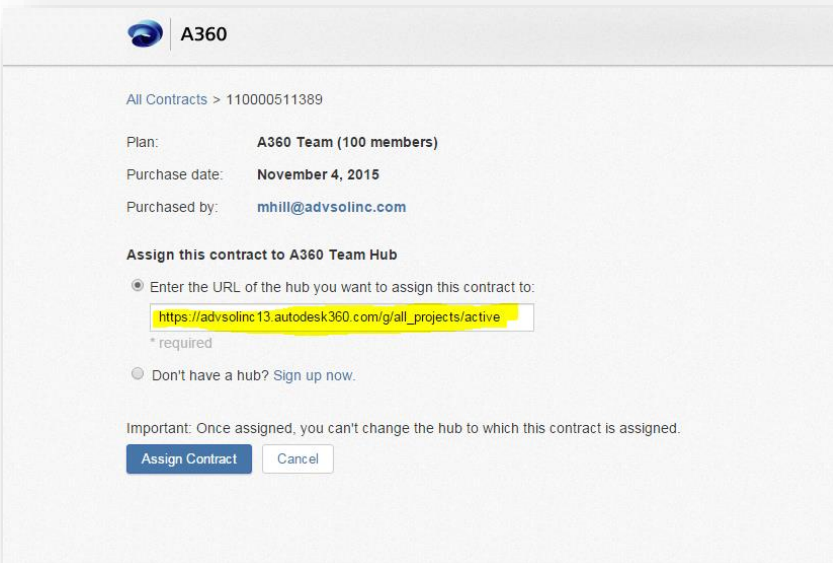 A360
All Contracts > 110000511389
Plan: A360 Team (100 members)
Purchase date: November 4, 2015
Purchased by: mhill@advsolinc.com
Assign this contract to A360 Team Hub
Enter the URL of the hub you want to assign this contract to:
https://advsolinc13.autodesk360.com/g/all_projects/active
* required
Don't have a hub? Sign up now.
Important: Once assigned, you can't change the hub to which this contract is assigned.
Assign Contract Cancel